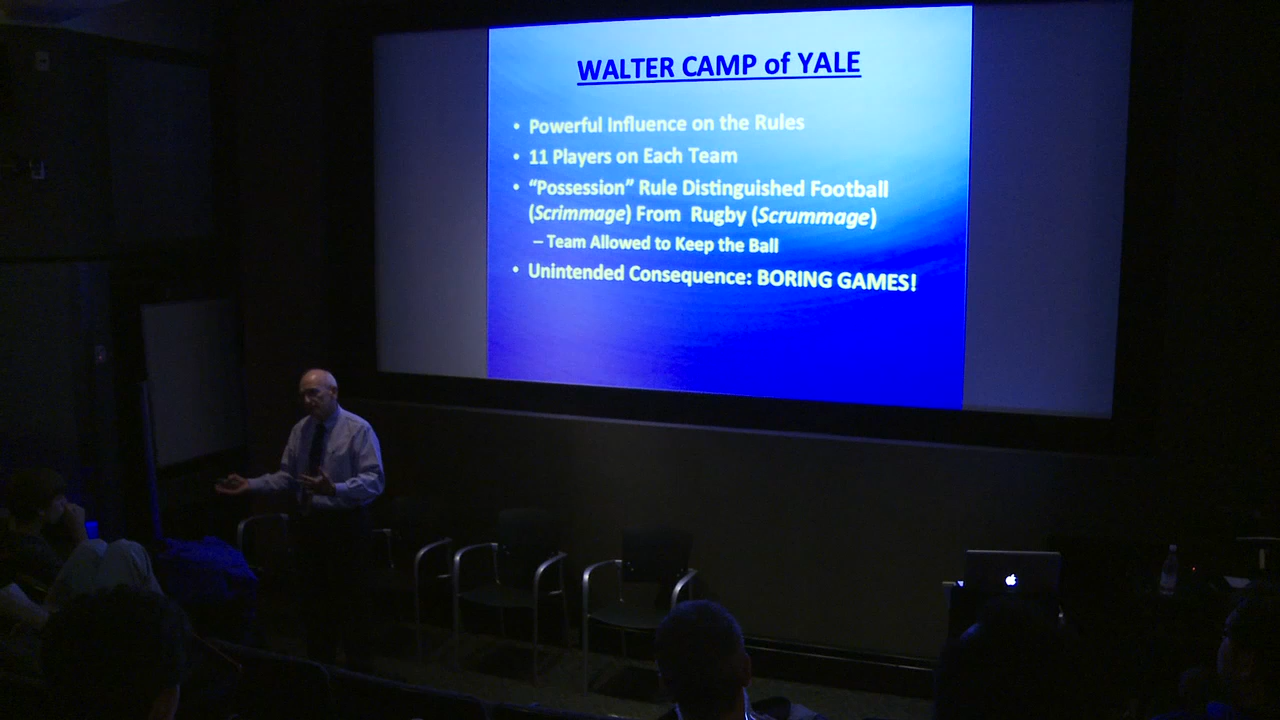 WALTER CAMP of YALE
• Powerful Influence on the Rules
• 11 Players on Each Team
• “Possession” Rule Distinguished Football
(Scrimmage) From Rugby (Scrummage)
– Team Allowed to Keep the Ball
• Unintended Consequence: BORING GAMES!